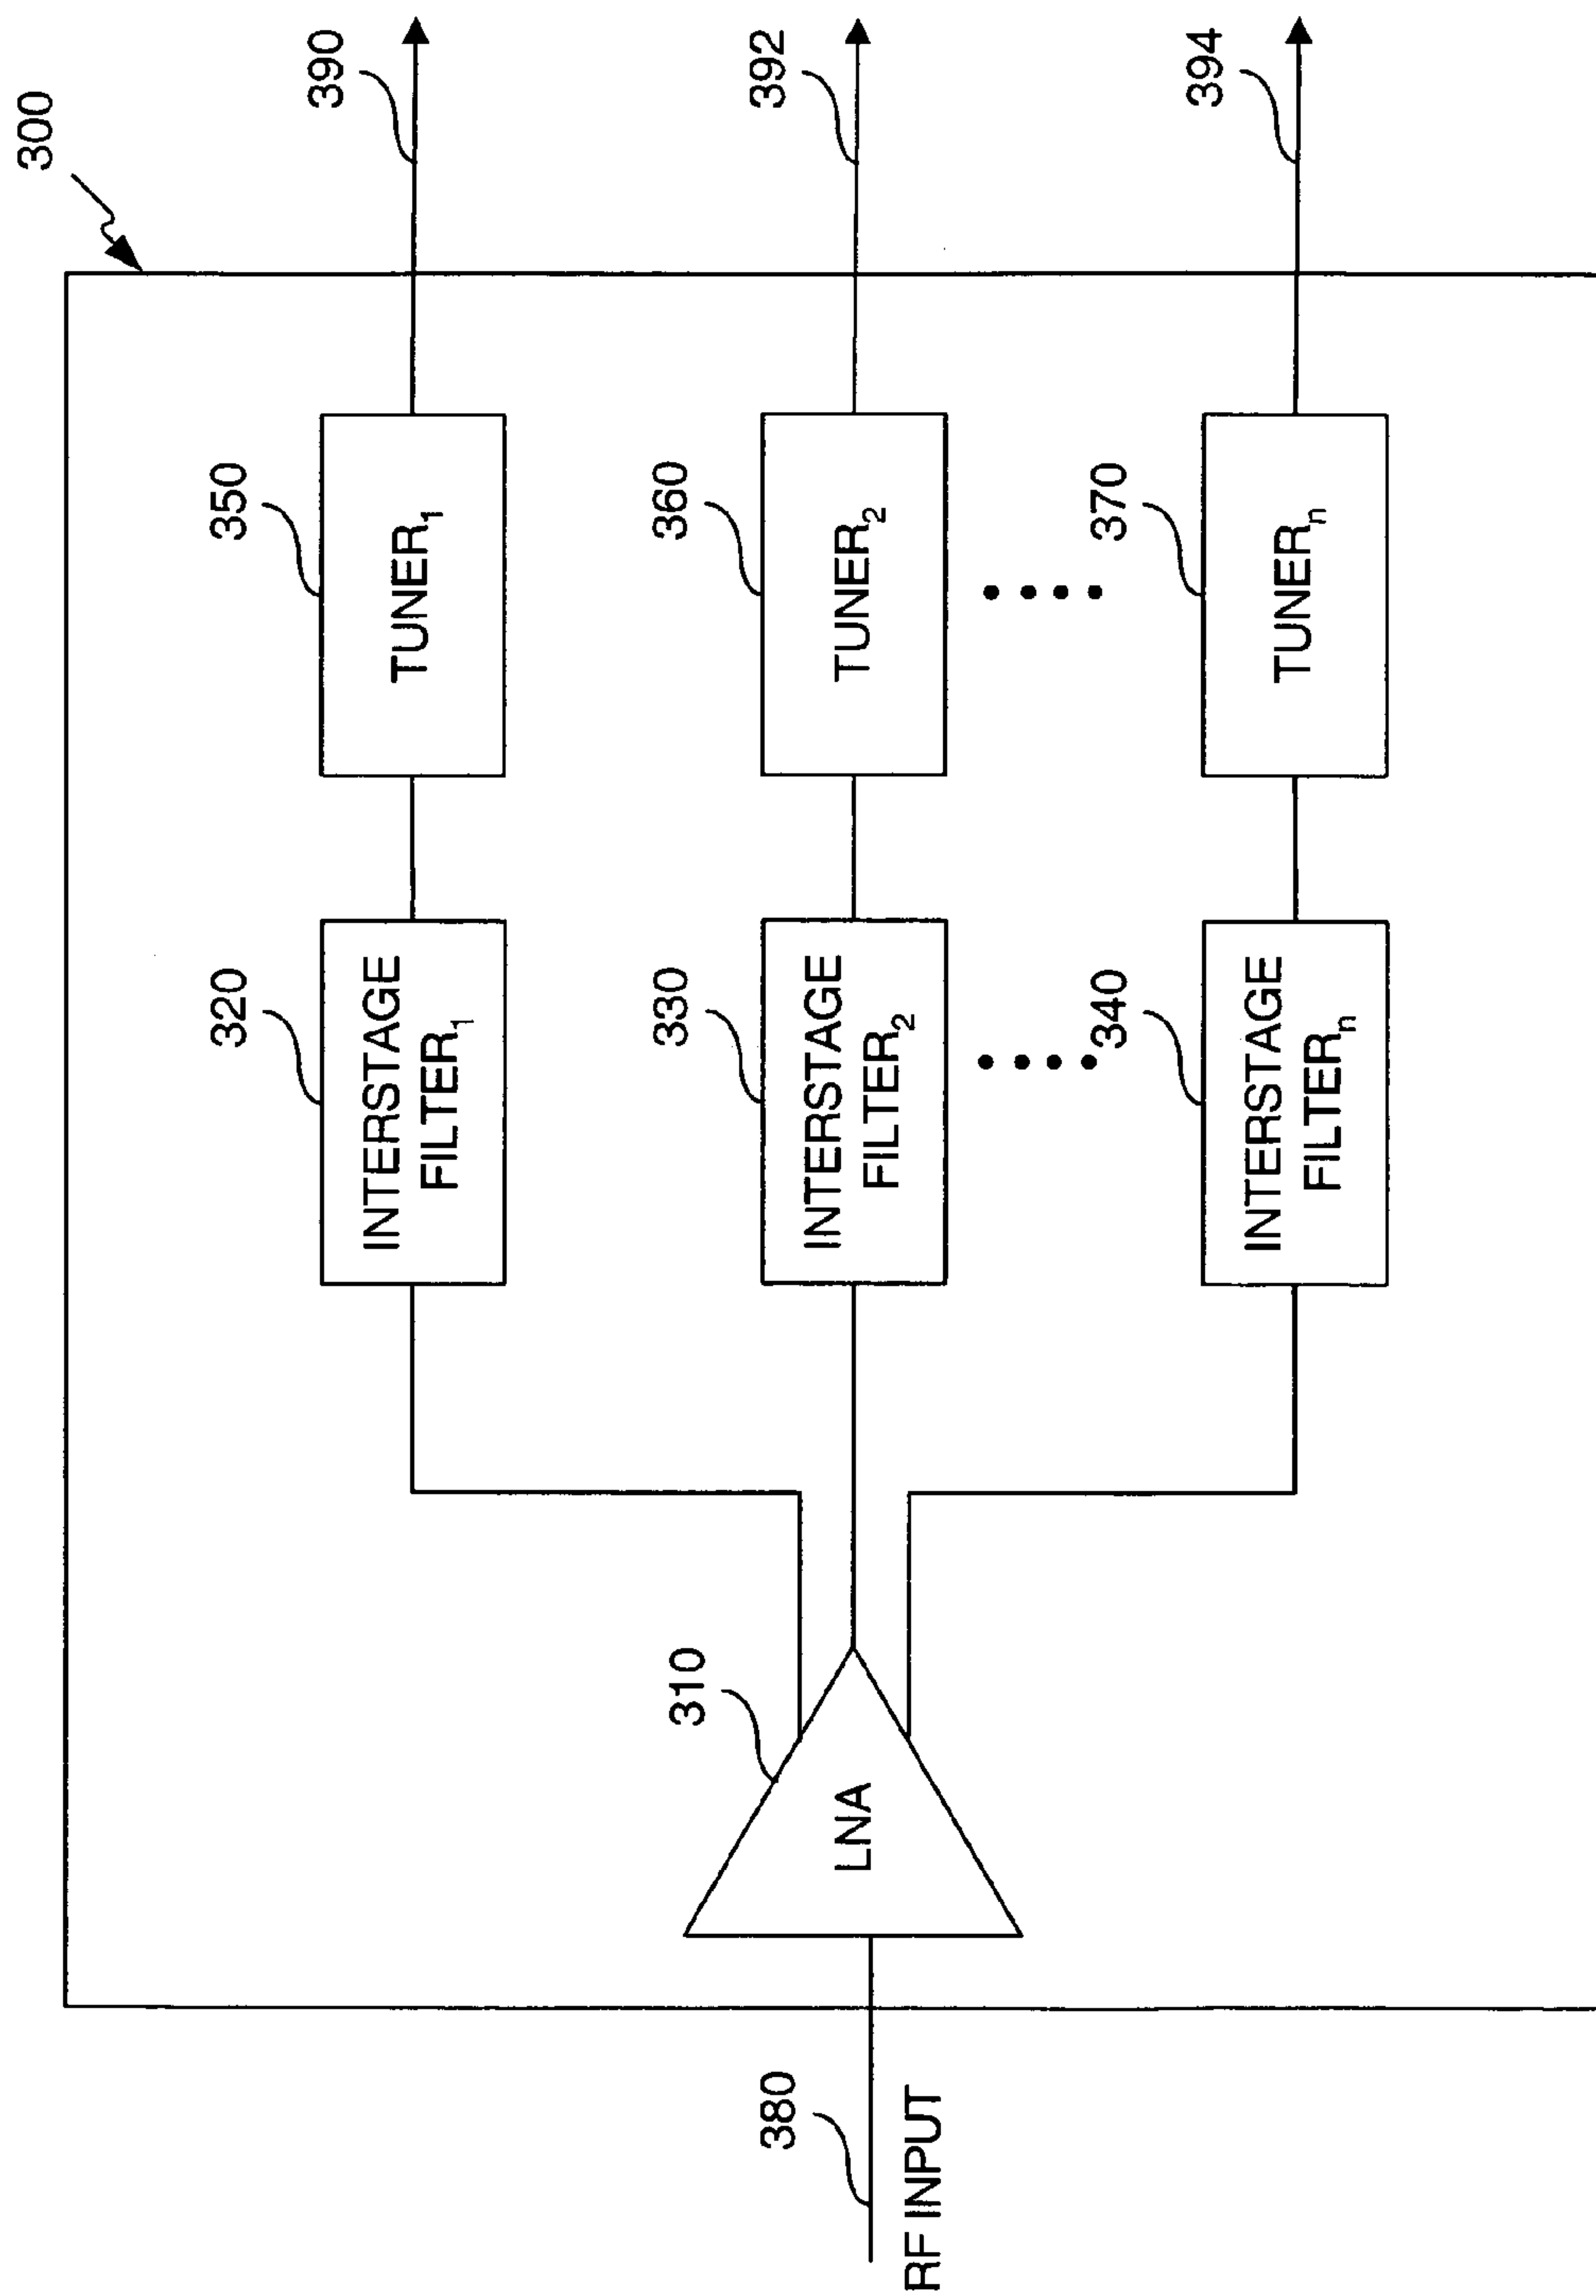 300
320
INTERSTAGE
FILTER₁
350
TUNER₁
390
380
RF INPUT
310
LNA
330
INTERSTAGE
FILTER₂
360
TUNER₂
392
340
INTERSTAGE
FILTERₙ
370
TUNERₙ
394